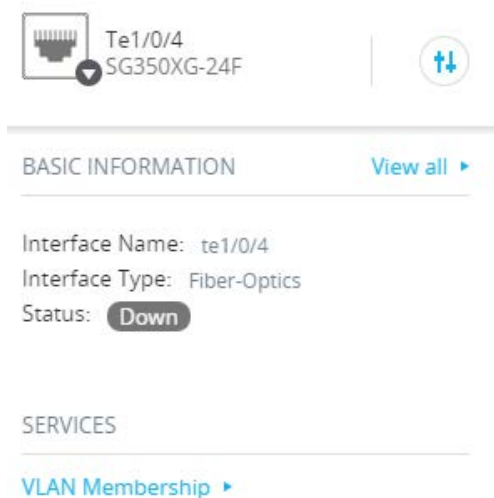 Te1/0/4
SG350XG-24F
BASIC INFORMATION View all
Interface Name: te1/0/4
Interface Type: Fiber-Optics
Status: Down
SERVICES
VLAN Membership